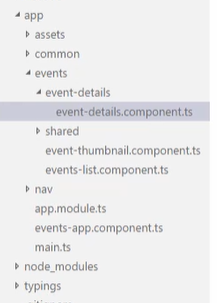 app
assets
common
events
event-details
event-details.component.ts
shared
event-thumbnail.component.ts
events-list.component.ts
nav
app.module.ts
events-app.component.ts
main.ts
node_modules
typings